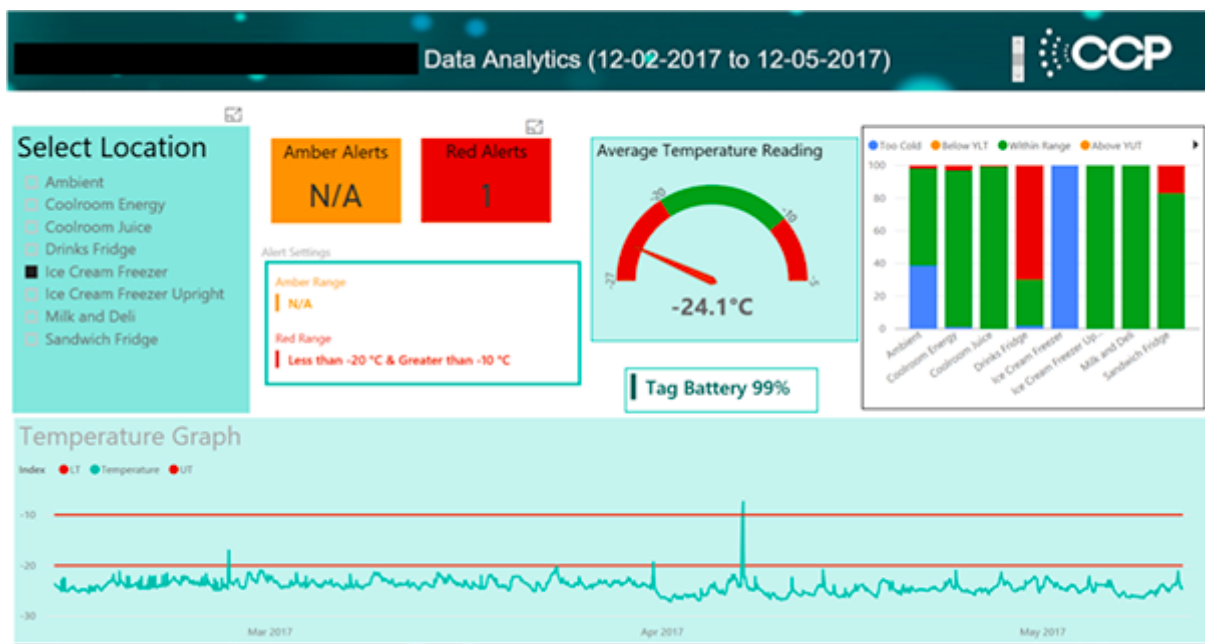 Data Analytics (12-02-2017 to 12-05-2017)
CCP
Select Location
Ambient
Coolroom Energy
Coolroom Juice
Drinks Fridge
Ice Cream Freezer
Ice Cream Freezer Upright
Milk and Deli
Sandwich Fridge
Amber Alerts
N/A
Red Alerts
1
Alert Settings
Amber Range
N/A
Red Range
Less than -20 °C & Greater than -10 °C
Average Temperature Reading
-20
-10
-27
-5
-24.1°C
Tag Battery 99%
Too Cold Below YLT Within Range Above YUT
100
80
60
40
20
0
Ambient
Coolroom Energy
Coolroom Juice
Drinks Fridge
Ice Cream Freezer
Ice Cream Freezer Up...
Milk and Deli
Sandwich Fridge
Temperature Graph
Index LT Temperature UT
-10
-20
-30
Mar 2017 Apr 2017 May 2017